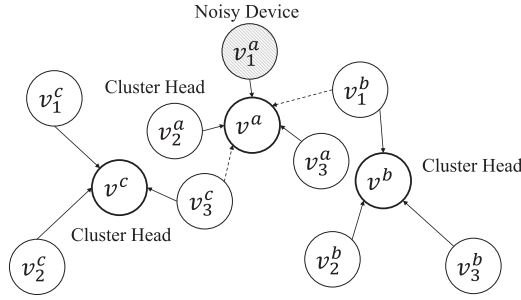 Noisy Device
v_1^a
Cluster Head
v_1^c
v_1^b
v_2^a
v^a
v_3^a
Cluster Head
v^c
v^b
v_3^c
Cluster Head
v_2^c
v_2^b
v_3^b